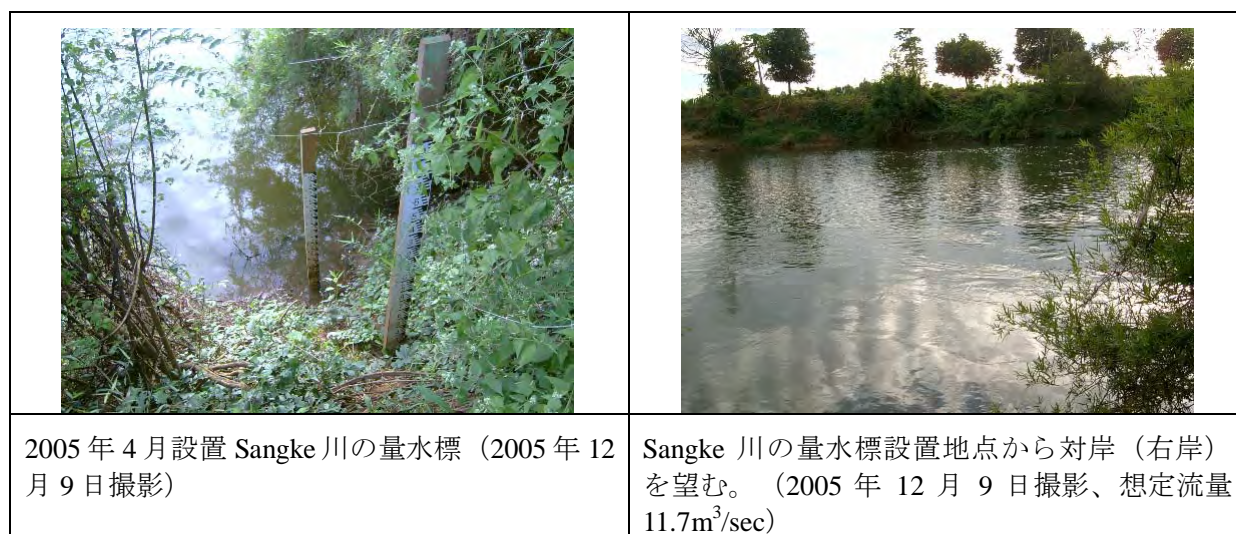 2005 年 4 月設置 Sangke 川の量水標（2005 年 12
月 9 日撮影）
Sangke 川の量水標設置地点から対岸（右岸）
を望む。（2005 年 12 月 9 日撮影、想定流量
11.7m³/sec）